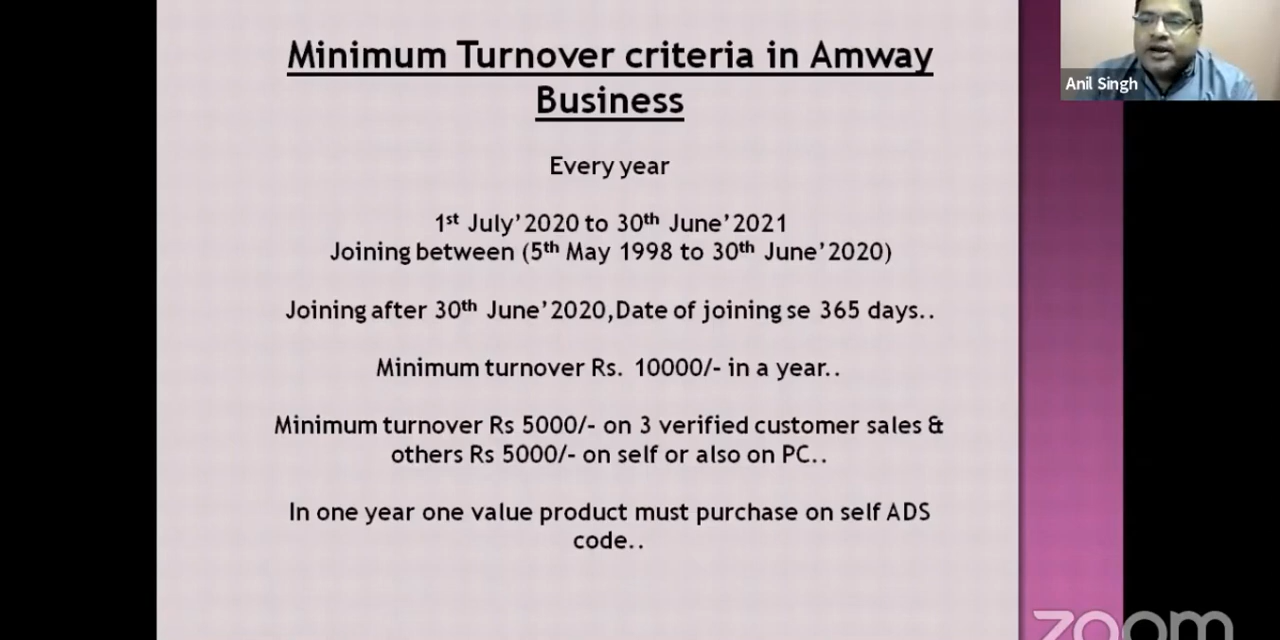 Minimum Turnover criteria in Amway
Business
Every year
1st July'2020 to 30th June'2021
Joining between (5th May 1998 to 30th June'2020)
Joining after 30th June'2020,Date of joining se 365 days..
Minimum turnover Rs. 10000/- in a year..
Minimum turnover Rs 5000/- on 3 verified customer sales &
others Rs 5000/- on self or also on PC..
In one year one value product must purchase on self ADS
code..
Anil Singh
zoom